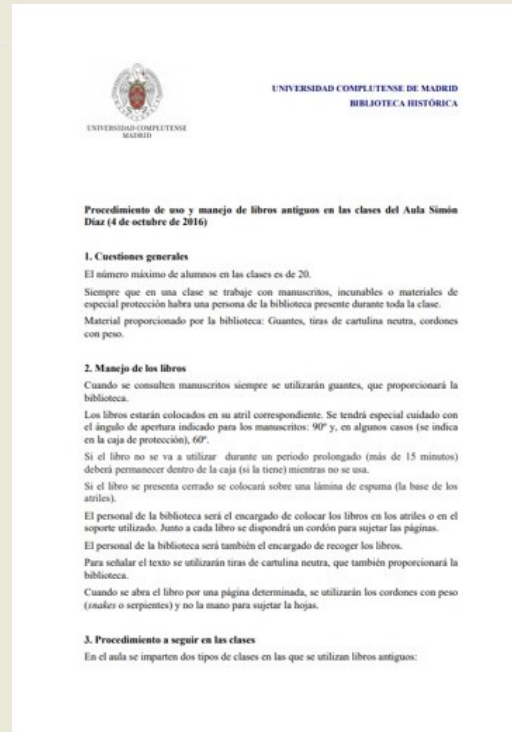 UNIVERSIDAD COMPLUTENSE
MADRID
UNIVERSIDAD COMPLUTENSE DE MADRID
BIBLIOTECA HISTÓRICA
Procedimiento de uso y manejo de libros antiguos en las clases del Aula Simón
Díaz (4 de octubre de 2016)
1. Cuestiones generales
El número máximo de alumnos en las clases es de 20.
Siempre que en una clase se trabaje con manuscritos, incunables o materiales de
especial protección habra una persona de la biblioteca presente durante toda la clase.
Material proporcionado por la biblioteca: Guantes, tiras de cartulina neutra, cordones
con peso.
2. Manejo de los libros
Cuando se consulten manuscritos siempre se utilizarán guantes, que proporcionará la
biblioteca.
Los libros estarán colocados en su atril correspondiente. Se tendrá especial cuidado con
el ángulo de apertura indicado para los manuscritos: 90º y, en algunos casos (se indica
en la caja de protección), 60º.
Si el libro no se va a utilizar durante un periodo prolongado (más de 15 minutos)
deberá permanecer dentro de la caja (si la tiene) mientras no se usa.
Si el libro se presenta cerrado se colocará sobre una lámina de espuma (la base de los
atriles).
El personal de la biblioteca será el encargado de colocar los libros en los atriles o en el
soporte utilizado. Junto a cada libro se dispondrá un cordón para sujetar las páginas.
El personal de la biblioteca será también el encargado de recoger los libros.
Para señalar el texto se utilizarán tiras de cartulina neutra, que también proporcionará la
biblioteca.
Cuando se abra el libro por una página determinada, se utilizarán los cordones con peso
(snakes o serpientes) y no la mano para sujetar la hojas.
3. Procedimiento a seguir en las clases
En el aula se imparten dos tipos de clases en las que se utilizan libros antiguos: